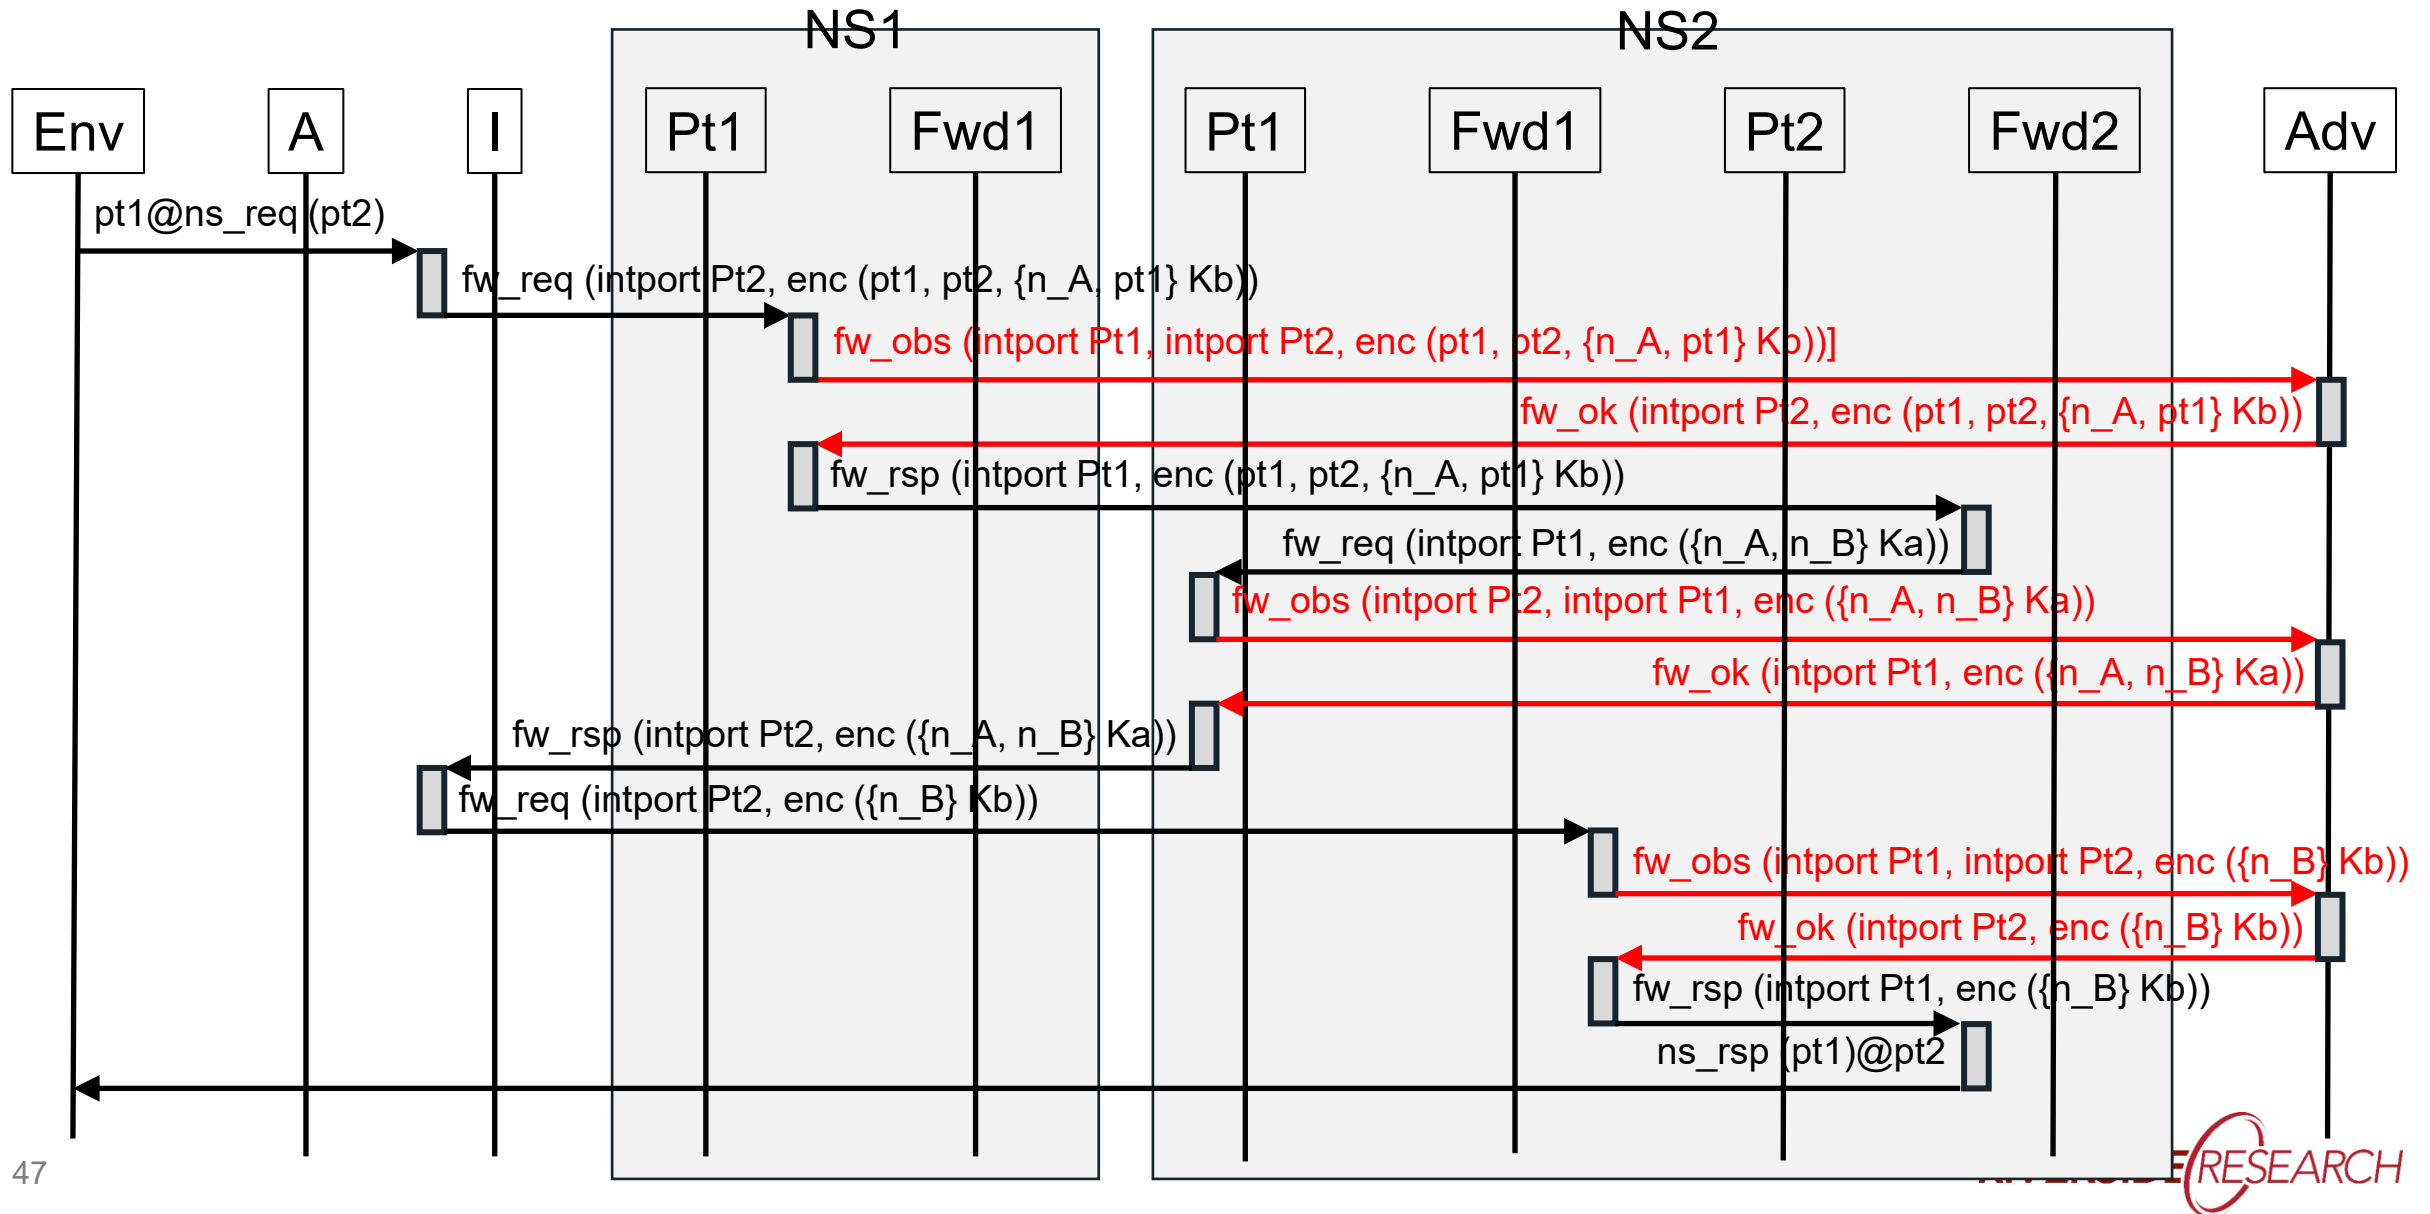 NS1
NS2
Env
A
I
Pt1
Fwd1
Pt1
Fwd1
Pt2
Fwd2
Adv
pt1@ns_req (pt2)
fw_req (intport Pt2, enc (pt1, pt2, {n_A, pt1} Kb))
fw_obs (intport Pt1, intport Pt2, enc (pt1, pt2, {n_A, pt1} Kb))]
fw_ok (intport Pt2, enc (pt1, pt2, {n_A, pt1} Kb))
fw_rsp (intport Pt1, enc (pt1, pt2, {n_A, pt1} Kb))
fw_req (intport Pt1, enc ({n_A, n_B} Ka))
fw_obs (intport Pt2, intport Pt1, enc ({n_A, n_B} Ka))
fw_ok (intport Pt1, enc ({n_A, n_B} Ka))
fw_rsp (intport Pt2, enc ({n_A, n_B} Ka))
fw_req (intport Pt2, enc ({n_B} Kb))
fw_obs (intport Pt1, intport Pt2, enc ({n_B} Kb))
fw_ok (intport Pt2, enc ({n_B} Kb))
fw_rsp (intport Pt1, enc ({n_B} Kb))
ns_rsp (pt1)@pt2
47
RESEARCH